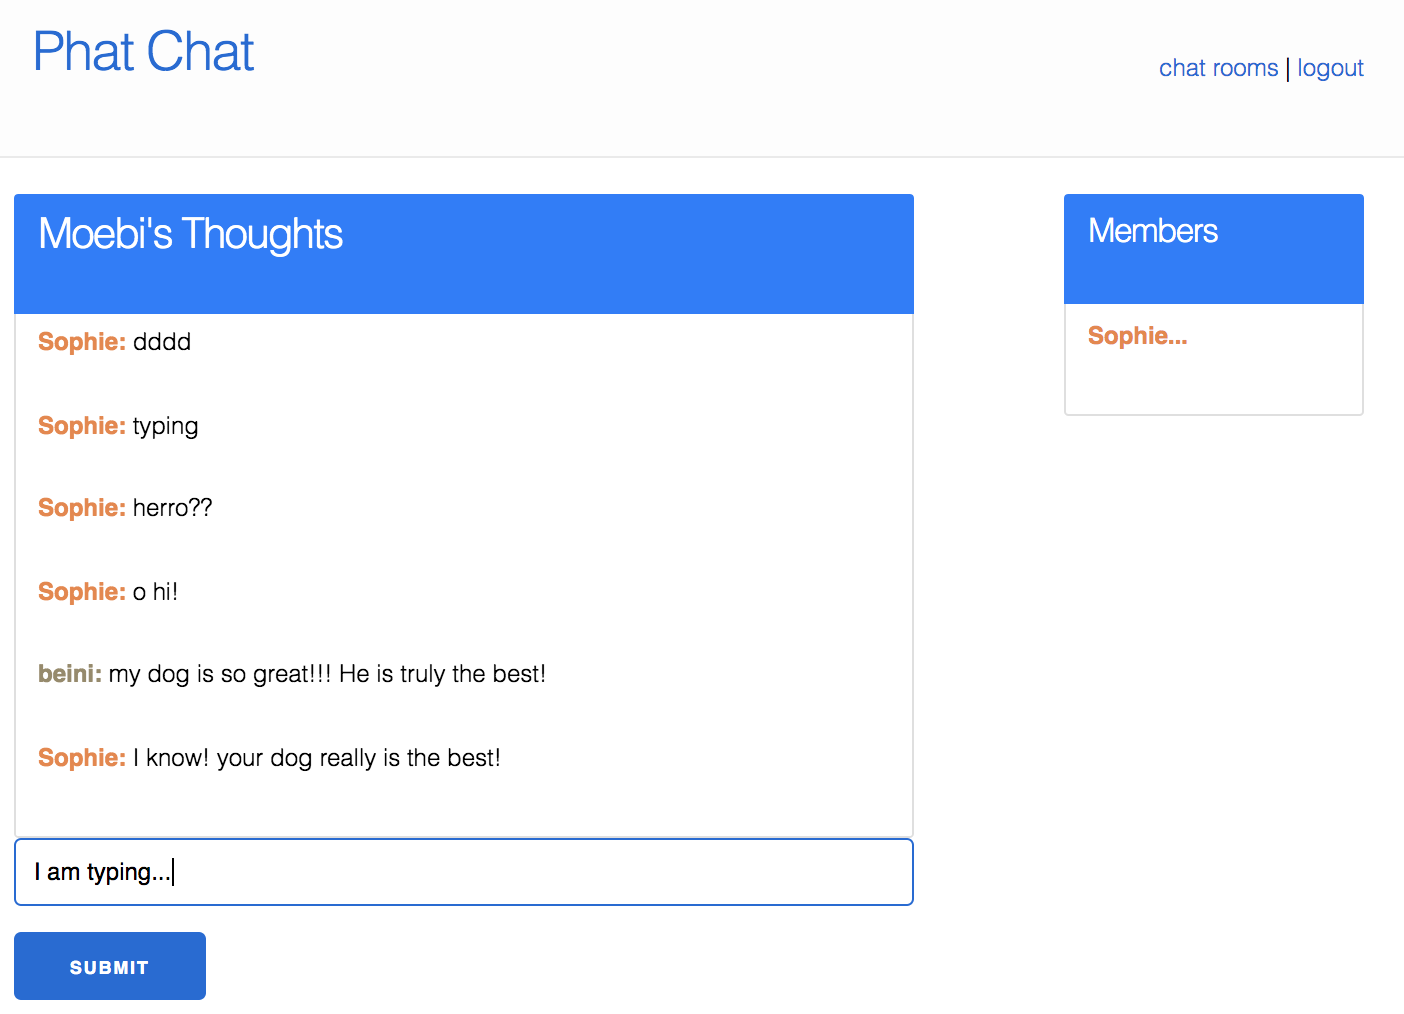 Phat Chat
chat rooms | logout
Moebi's Thoughts
Sophie: dddd
Sophie: typing
Sophie: herro??
Sophie: o hi!
beini: my dog is so great!!! He is truly the best!
Sophie: I know! your dog really is the best!
I am typing...
SUBMIT
Members
Sophie...